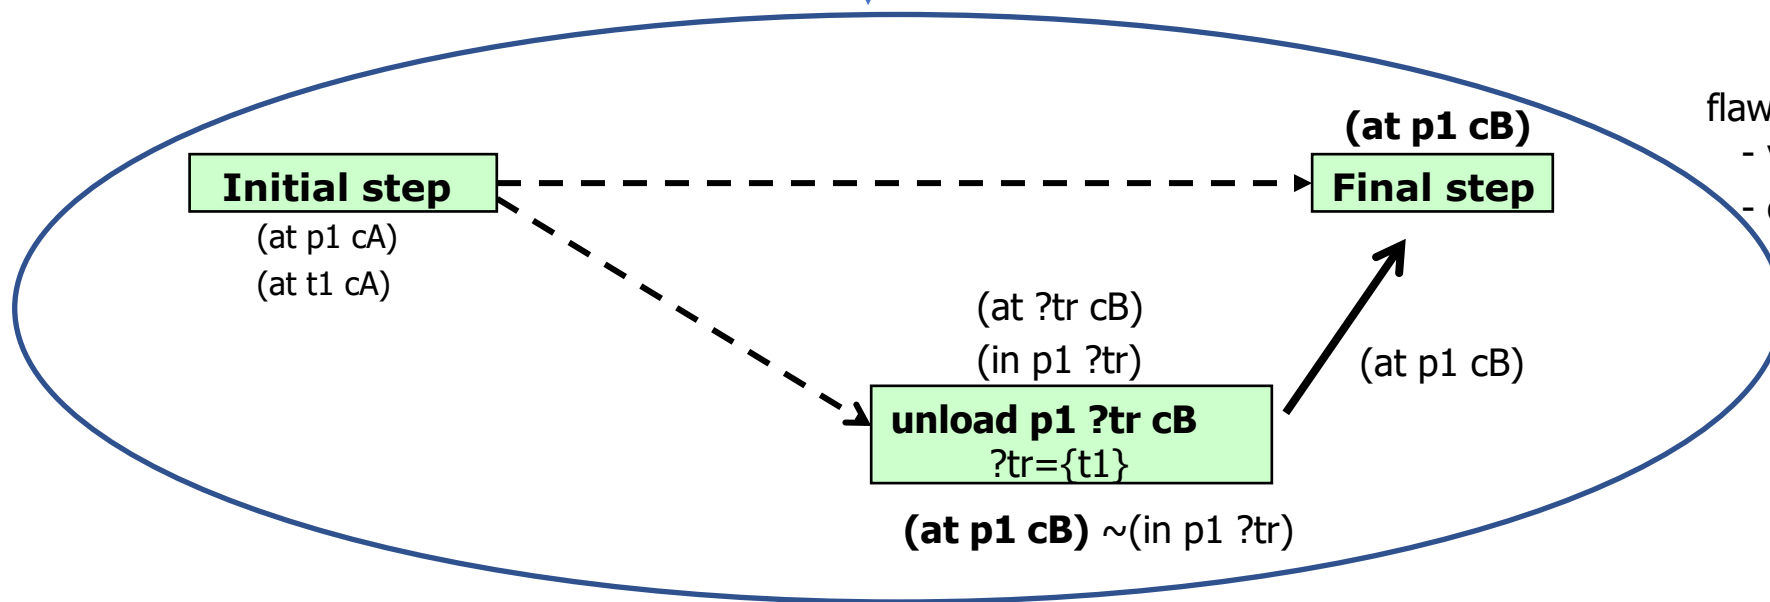 (at p1 cB)
flaw
Initial step
Final step
(at p1 cA)
(at t1 cA)
(at ?tr cB)
(in p1 ?tr)
(at p1 cB)
unload p1 ?tr cB
?tr={t1}
(at p1 cB) ~(in p1 ?tr)